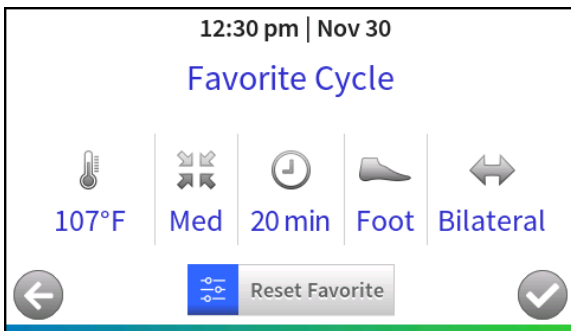 12:30 pm | Nov 30
Favorite Cycle
107°F Med 20 min Foot Bilateral
Reset Favorite